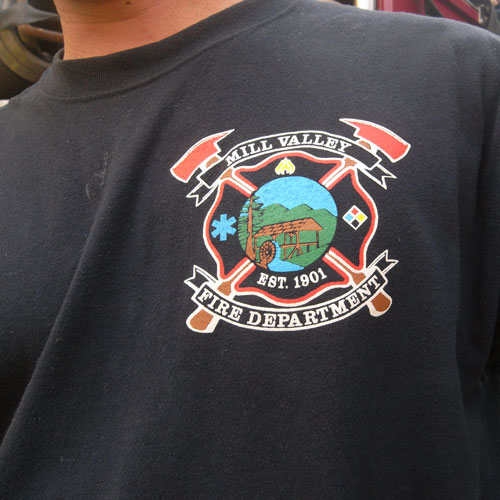 MILL VALLEY
EST. 1901
FIRE DEPARTMENT